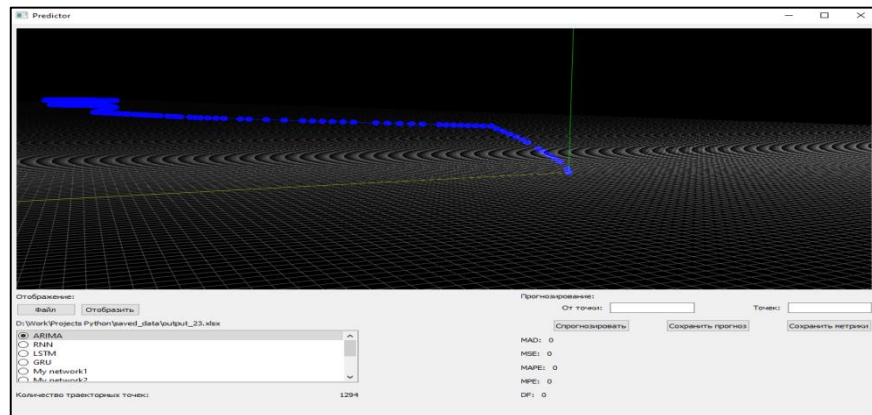 Predictor
Отображение:
Файл Отобразить
D:\Work\Projects Python\saved_data\output_23.xlsx
ARIMA
RNN
LSTM
GRU
My network1
My network2
Количество траекторных точек: 1294
Прогнозирование:
От точки: Точек:
Спрогнозировать Сохранить прогноз Сохранить метрики
MAD: 0
MSE: 0
MAPE: 0
MPE: 0
DF: 0